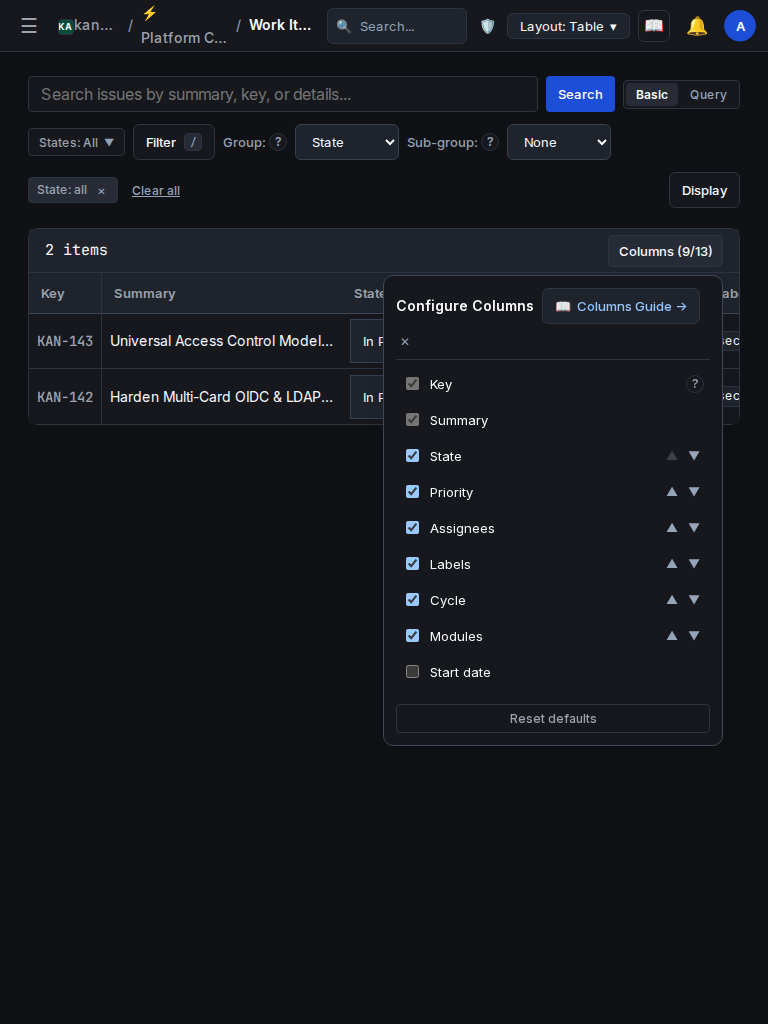 KA kan... / ⚡ Platform C... / Work It...
Search...
Layout: Table ▾
A
Search issues by summary, key, or details...
Search
Basic
Query
States: All ▼
Filter /
Group: ?
State
Sub-group: ?
None
State: all ×
Clear all
Display
2 items
Columns (9/13)
Key
Summary
KAN-143
Universal Access Control Model...
KAN-142
Harden Multi-Card OIDC & LDAP...
Configure Columns
Columns Guide →
×
Key
?
Summary
State ▲ ▼
Priority ▲ ▼
Assignees ▲ ▼
Labels ▲ ▼
Cycle ▲ ▼
Modules ▲ ▼
Start date
Reset defaults